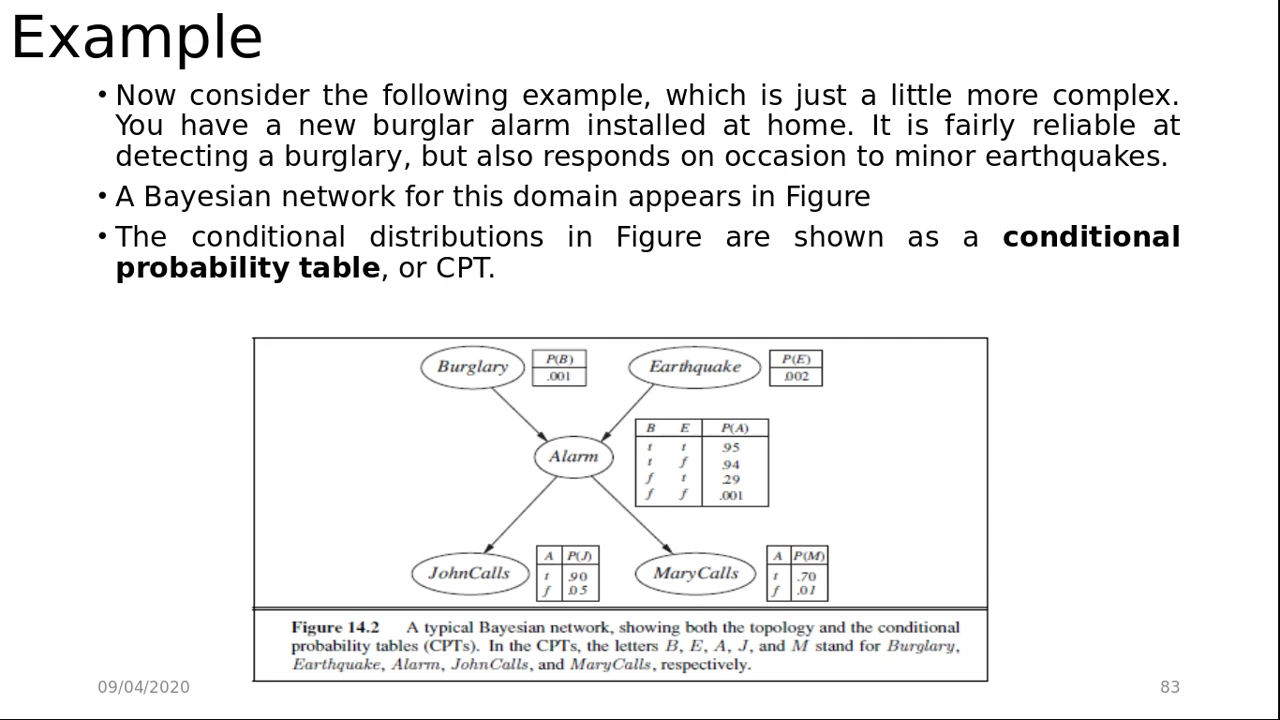 Example
• Now consider the following example, which is just a little more complex.
You have a new burglar alarm installed at home. It is fairly reliable at
detecting a burglary, but also responds on occasion to minor earthquakes.
• A Bayesian network for this domain appears in Figure
• The conditional distributions in Figure are shown as a conditional
probability table, or CPT.
Burglary
P(B)
.001
Earthquake
P(E)
.002
Alarm
B E P(A)
t t .95
t f .94
f t .29
f f .001
JohnCalls
A P(J)
t .90
f .05
MaryCalls
A P(M)
t .70
f .01
Figure 14.2 A typical Bayesian network, showing both the topology and the conditional
probability tables (CPTs). In the CPTs, the letters B, E, A, J, and M stand for Burglary,
Earthquake, Alarm, JohnCalls, and MaryCalls, respectively.
09/04/2020
83